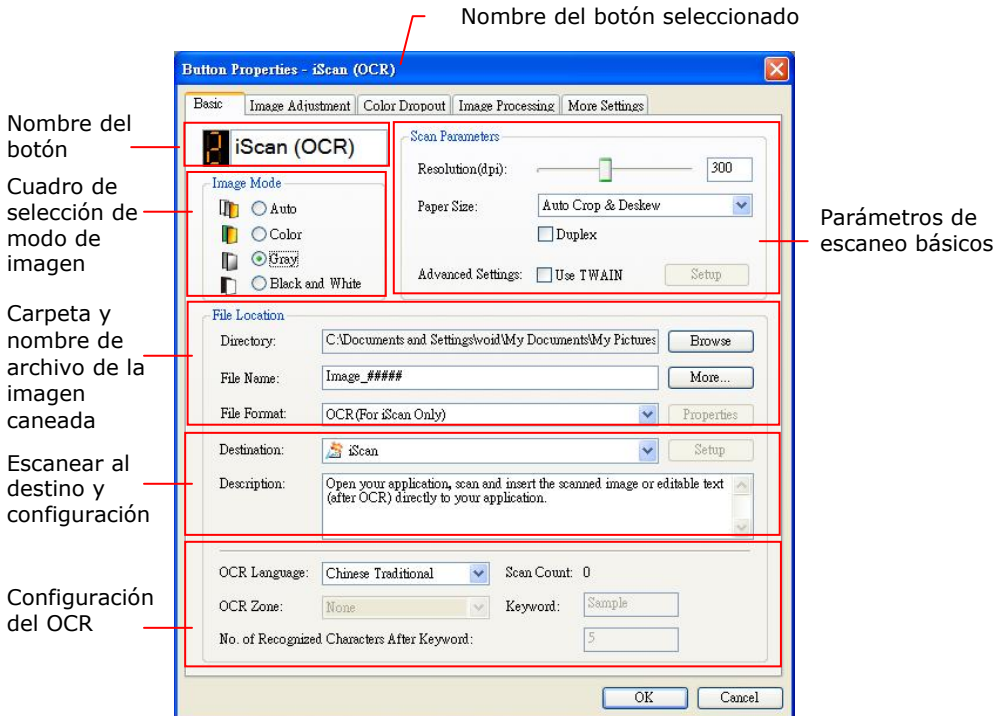 Nombre del botón seleccionado
Button Properties - iScan (OCR)
Basic Image Adjustment Color Dropout Image Processing More Settings
Nombre del
botón
2 iScan (OCR)
Cuadro de
selección de
modo de
imagen
Image Mode
Auto
Color
Gray
Black and White
Scan Parameters
Resolution(dpi): 300
Paper Size: Auto Crop & Deskew
Duplex
Advanced Settings: Use TWAIN Setup
Parámetros de
escaneo básicos
Carpeta y
nombre de
archivo de la
imagen
caneada
File Location
Directory: C:\Documents and Settings\void\My Documents\My Pictures Browse
File Name: Image_##### More...
File Format: OCR(For iScan Only) Properties
Escanear al
destino y
configuración
Destination: iScan Setup
Description: Open your application, scan and insert the scanned image or editable text
(after OCR) directly to your application.
Configuración
del OCR
OCR Language: Chinese Traditional Scan Count: 0
OCR Zone: None Keyword: Sample
No. of Recognized Characters After Keyword: 5
OK Cancel